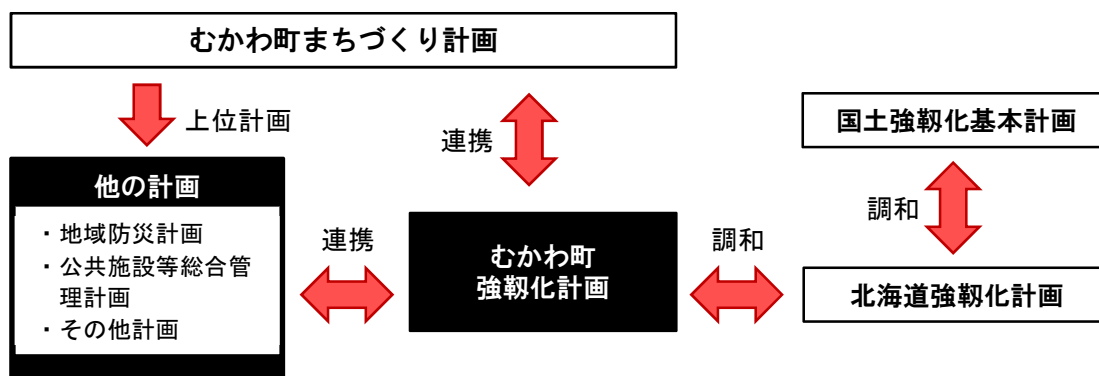 むかわ町まちづくり計画
上位計画
連携
国土強靱化基本計画
他の計画
・地域防災計画
・公共施設等総合管
理計画
・その他計画
連携
むかわ町
強靱化計画
調和
調和
北海道強靱化計画